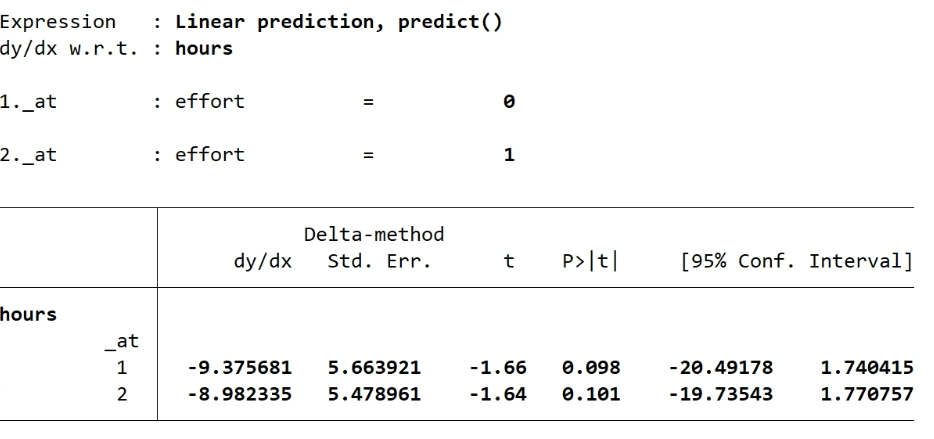 Expression : Linear prediction, predict()
dy/dx w.r.t. : hours
1._at : effort = 0
2._at : effort = 1
Delta-method
dy/dx Std. Err. t P>|t| [95% Conf. Interval]
hours
_at
1 -9.375681 5.663921 -1.66 0.098 -20.49178 1.740415
2 -8.982335 5.478961 -1.64 0.101 -19.73543 1.770757